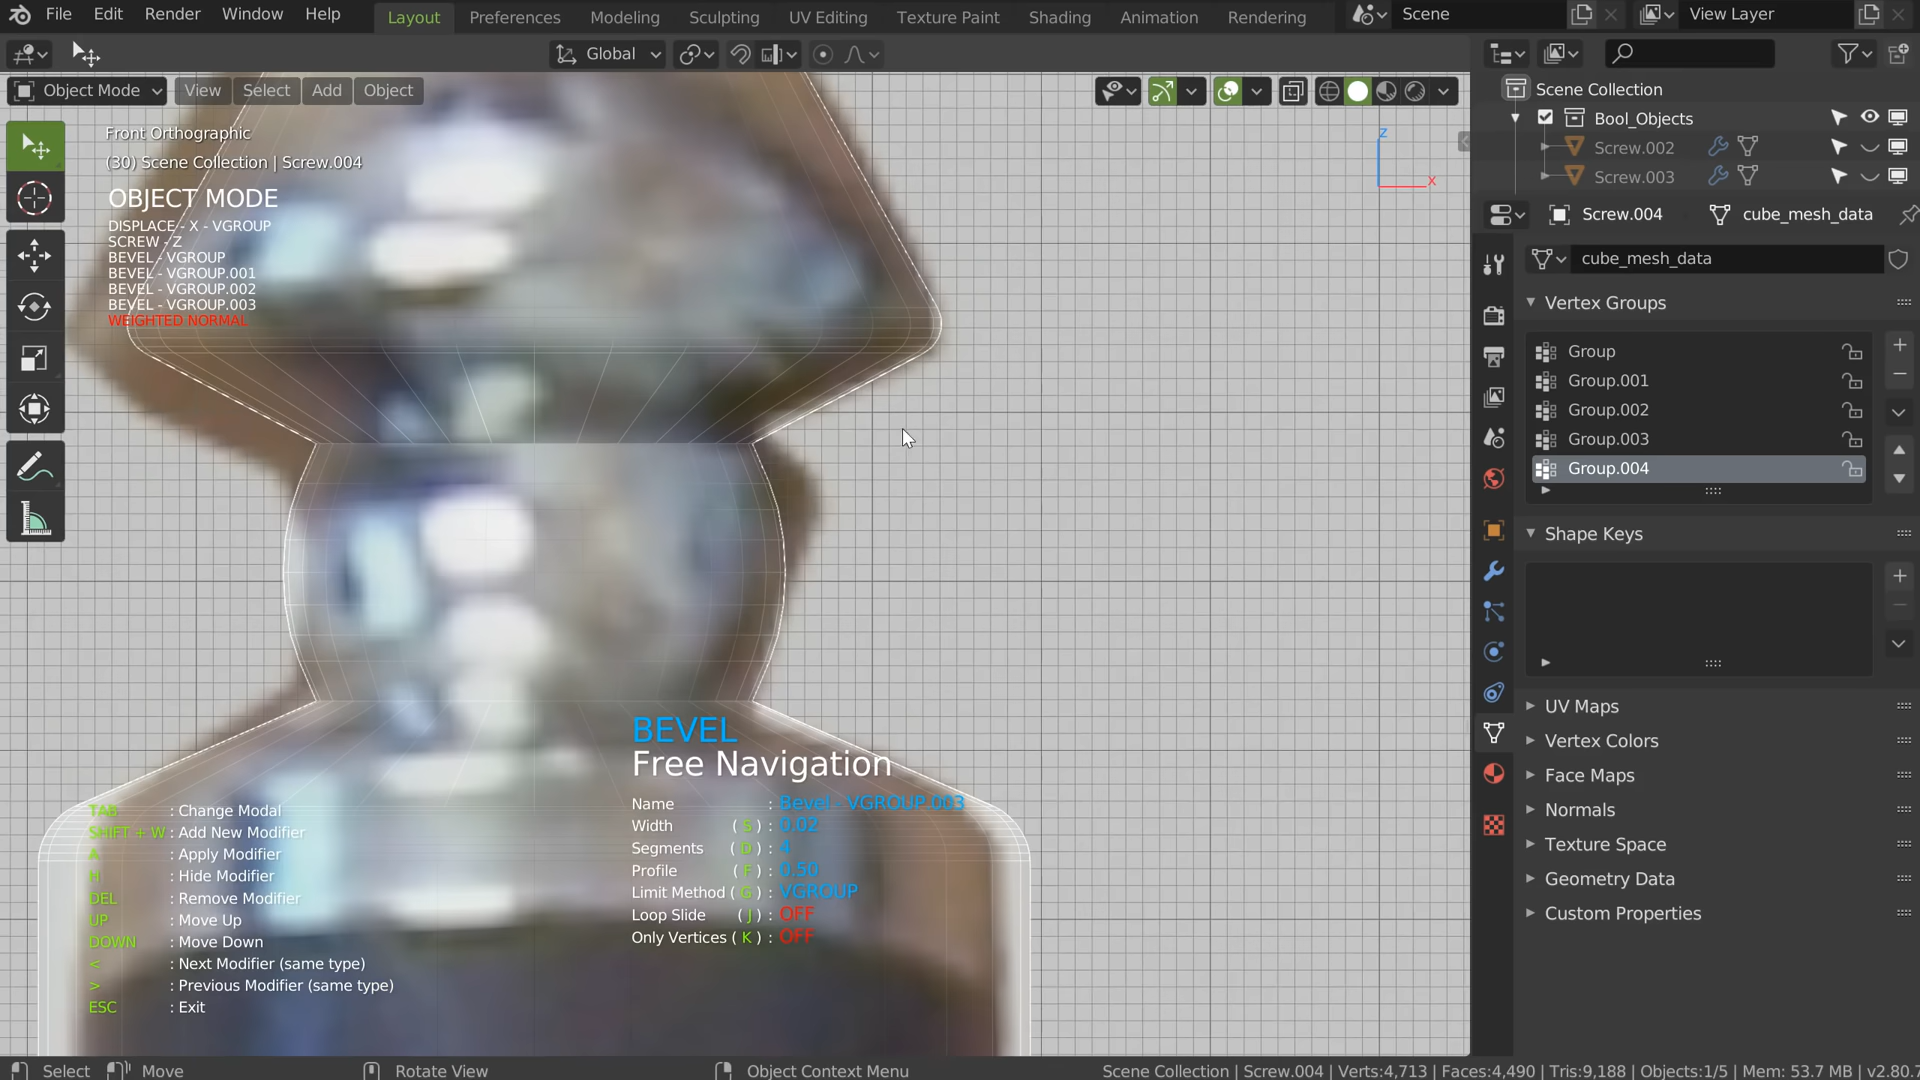 File Edit Render Window Help Layout Preferences Modeling Sculpting UV Editing Texture Paint Shading Animation Rendering Scene View Layer
Global
Object Mode View Select Add Object
Front Orthographic
(30) Scene Collection | Screw.004
OBJECT MODE
DISPLACE - X - VGROUP
SCREW - Z
BEVEL - VGROUP
BEVEL - VGROUP.001
BEVEL - VGROUP.002
BEVEL - VGROUP.003
WEIGHTED NORMAL
Z
X
Scene Collection
Bool_Objects
Screw.002
Screw.003
Screw.004 cube_mesh_data
cube_mesh_data
Vertex Groups
Group
Group.001
Group.002
Group.003
Group.004
Shape Keys
UV Maps
Vertex Colors
Face Maps
Normals
Texture Space
Geometry Data
Custom Properties
BEVEL
Free Navigation
Name : Bevel - VGROUP.003
Width ( S ) : 0.02
Segments ( D ) : 4
Profile ( F ) : 0.50
Limit Method ( G ) : VGROUP
Loop Slide ( J ) : OFF
Only Vertices ( K ) : OFF
TAB : Change Modal
SHIFT + W : Add New Modifier
A : Apply Modifier
H : Hide Modifier
DEL : Remove Modifier
UP : Move Up
DOWN : Move Down
< : Next Modifier (same type)
> : Previous Modifier (same type)
ESC : Exit
Select Move Rotate View Object Context Menu Scene Collection | Screw.004 | Verts:4,713 | Faces:4,490 | Tris:9,188 | Objects:1/5 | Mem: 53.7 MB | v2.80.7